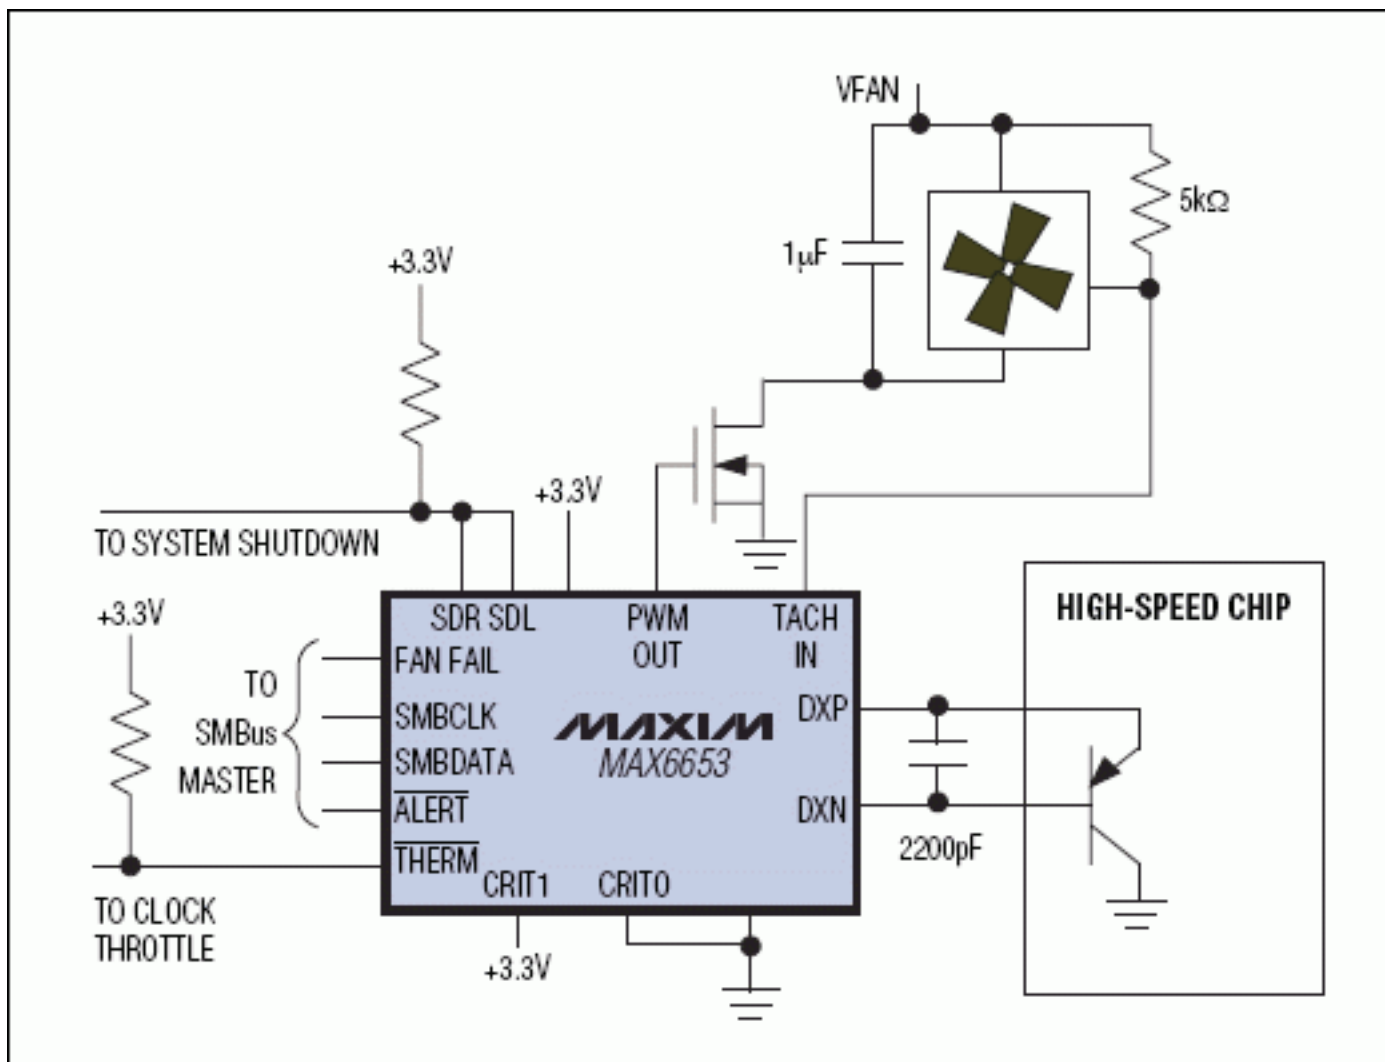 VFAN
5kΩ
1µF
+3.3V
+3.3V
TO SYSTEM SHUTDOWN
+3.3V
SDR SDL
PWM
OUT
TACH
IN
HIGH-SPEED CHIP
FAN FAIL
TO
SMBus
MASTER
SMBCLK
SMBDATA
ALERT
THERM
MAXIM
MAX6653
DXP
DXN
2200pF
CRIT1
CRIT0
TO CLOCK
THROTTLE
+3.3V